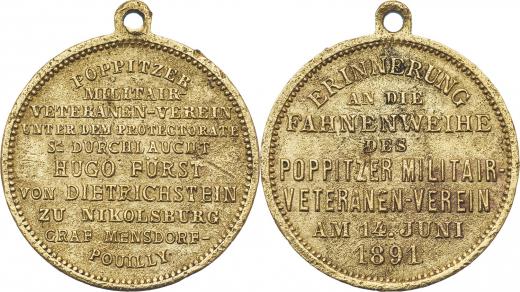 POPPITZER
MILITAIR-
VETERANEN-VEREIN
UNTER DEM PROTECTORATE
Sr DURCHLAUCHT
HUGO FÜRST
VON DIETRICHSTEIN
ZU NIKOLSBURG
GRAF MENSDORF-
POUILLY
ERINNERUNG
AN DIE
FAHNENWEIHE
DES
POPPITZER MILITAIR-
VETERANEN-VEREIN
AM 14. JUNI
1891